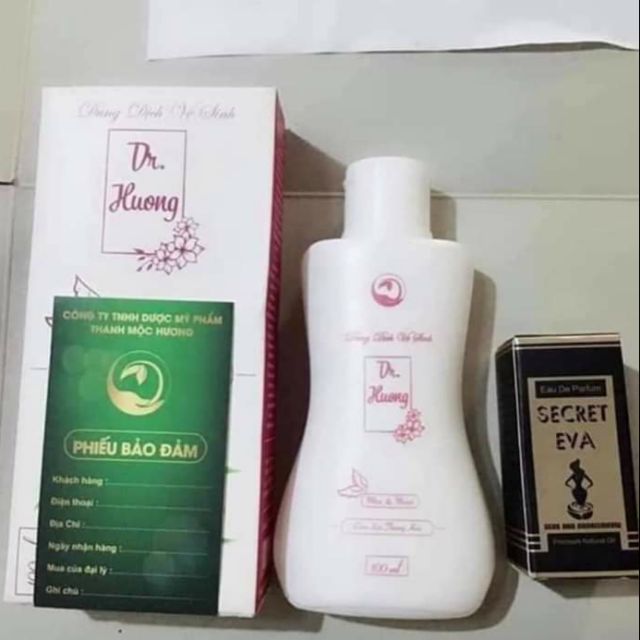 Dung Dịch Vệ Sinh
Dr.
Huong
CÔNG TY TNHH DƯỢC MỸ PHẨM
THANH MỘC HƯƠNG
PHIẾU BẢO ĐẢM
Khách hàng :
Điện thoại :
Địa Chỉ :
Ngày nhận hàng :
Mua của đại lý :
Ghi chú :
Dung Dịch Vệ Sinh
Dr.
Huong
100 ml
Eau De Parfum
SECRET
EVA